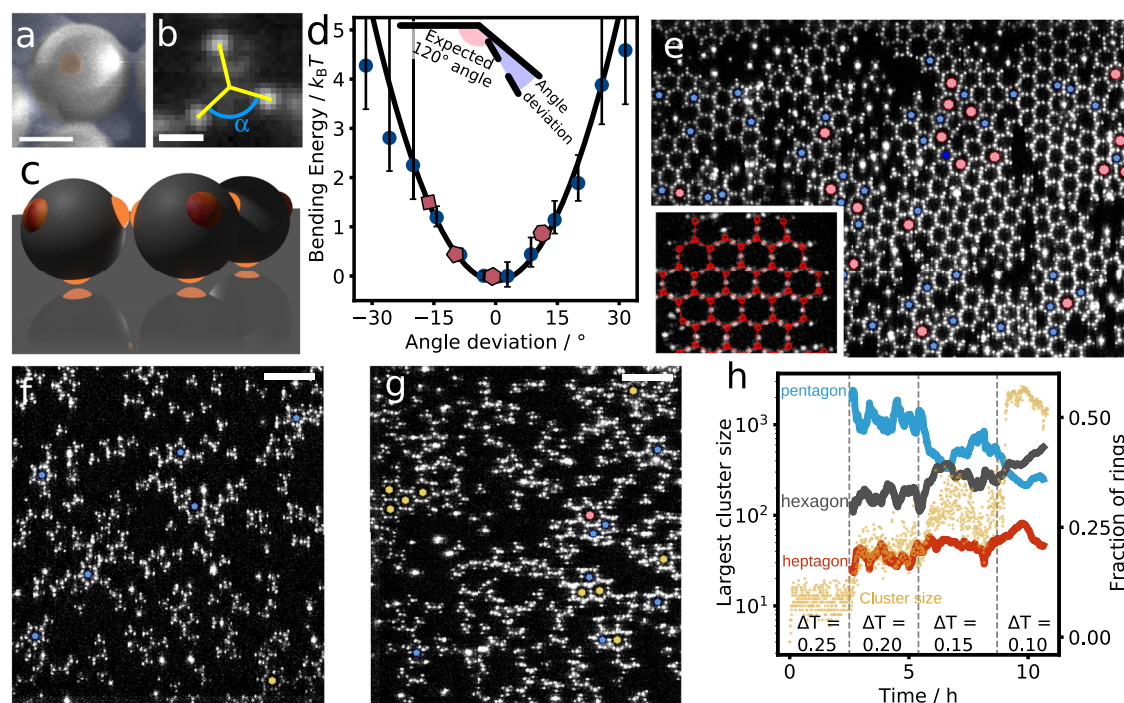 a
b
α
c
d
Bending Energy / k_BT
5
4
3
2
1
0
−30
−15
0
15
30
Angle deviation / °
Expected
120° angle
Angle
deviation
e
f
g
h
Largest cluster size
10³
10²
10¹
pentagon
hexagon
heptagon
Cluster size
ΔT =
0.25
ΔT =
0.20
ΔT =
0.15
ΔT =
0.10
0
5
10
Time / h
0.50
0.25
0.00
Fraction of rings